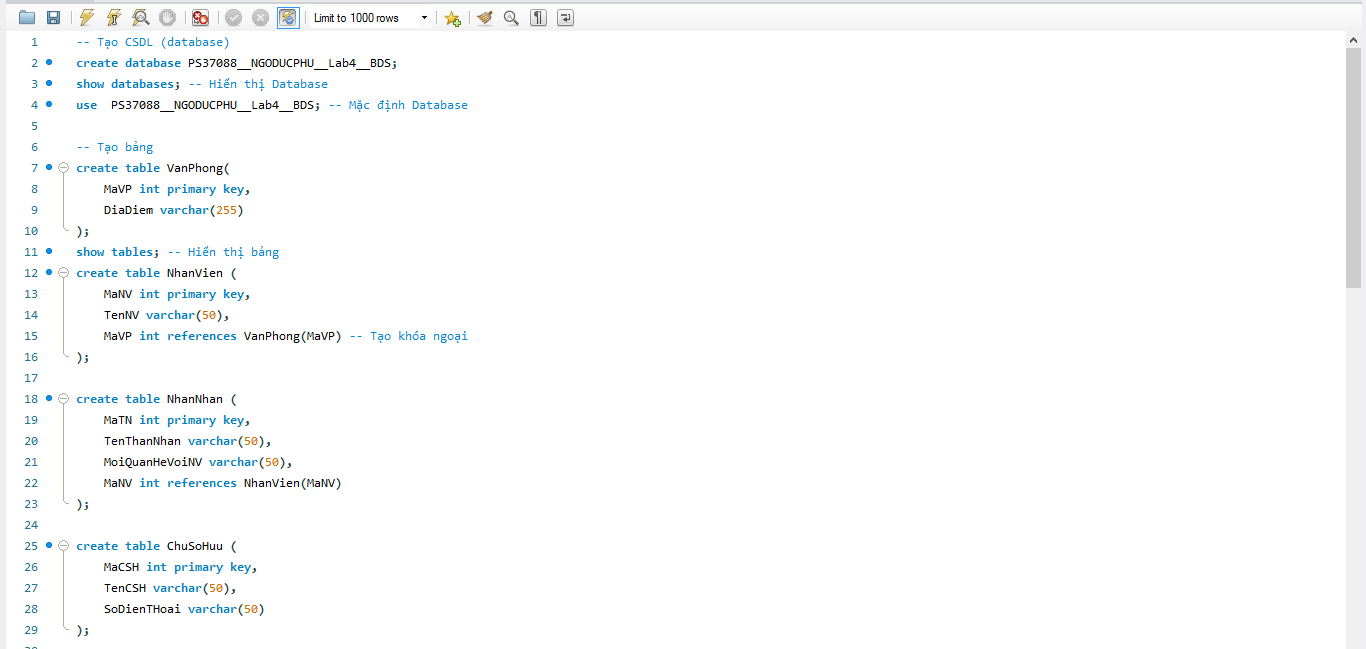 Limit to 1000 rows
1 -- Tạo CSDL (database)
2 create database PS37088__NGODUCPHU__Lab4__BDS;
3 show databases; -- Hiển thị Database
4 use  PS37088__NGODUCPHU__Lab4__BDS; -- Mặc định Database
5
6 -- Tạo bảng
7 create table VanPhong(
8 MaVP int primary key,
9 DiaDiem varchar(255)
10 );
11 show tables; -- Hiển thị bảng
12 create table NhanVien (
13 MaNV int primary key,
14 TenNV varchar(50),
15 MaVP int references VanPhong(MaVP) -- Tạo khóa ngoại
16 );
17
18 create table NhanNhan (
19 MaTN int primary key,
20 TenThanNhan varchar(50),
21 MoiQuanHeVoiNV varchar(50),
22 MaNV int references NhanVien(MaNV)
23 );
24
25 create table ChuSoHuu (
26 MaCSH int primary key,
27 TenCSH varchar(50),
28 SoDienTHoai varchar(50)
29 );